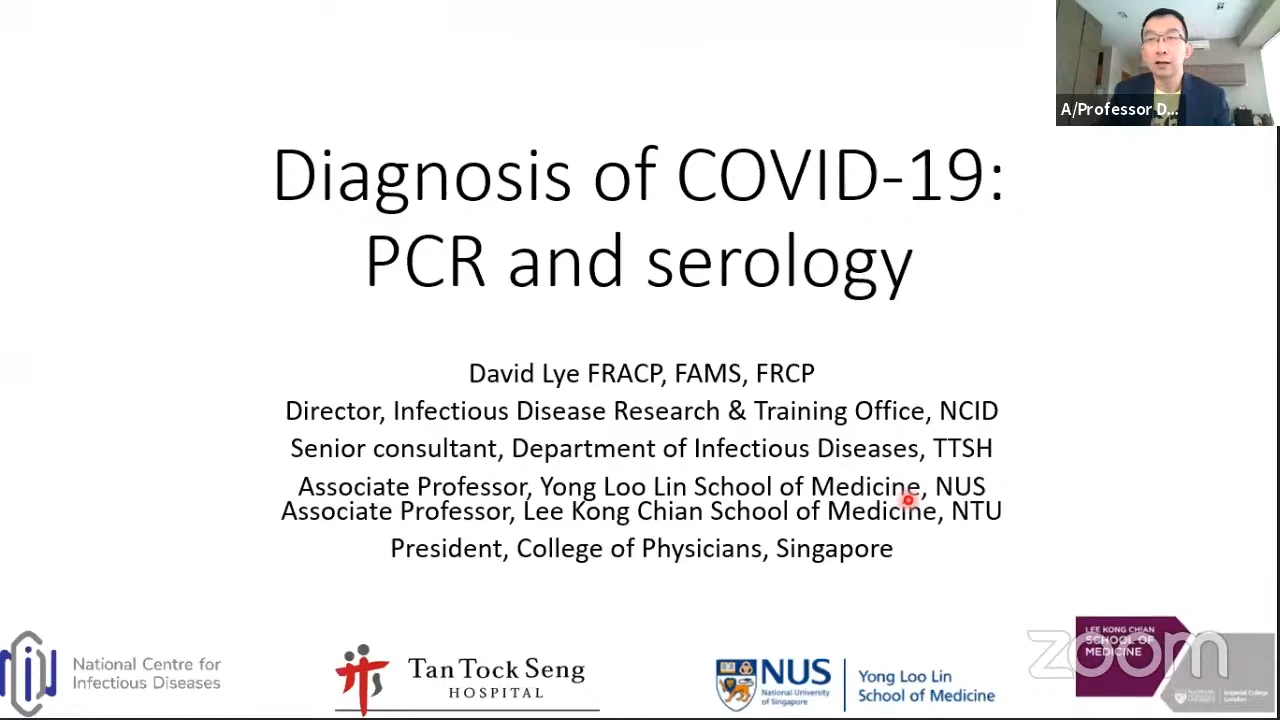 A/Professor D...
Diagnosis of COVID-19:
PCR and serology
David Lye FRACP, FAMS, FRCP
Director, Infectious Disease Research & Training Office, NCID
Senior consultant, Department of Infectious Diseases, TTSH
Associate Professor, Yong Loo Lin School of Medicine, NUS
Associate Professor, Lee Kong Chian School of Medicine, NTU
President, College of Physicians, Singapore
National Centre for
Infectious Diseases
Tan Tock Seng
HOSPITAL
NUS
National University
of Singapore
Yong Loo Lin
School of Medicine
LEE KONG CHIAN
SCHOOL OF
MEDICINE
zoom
Imperial College
London